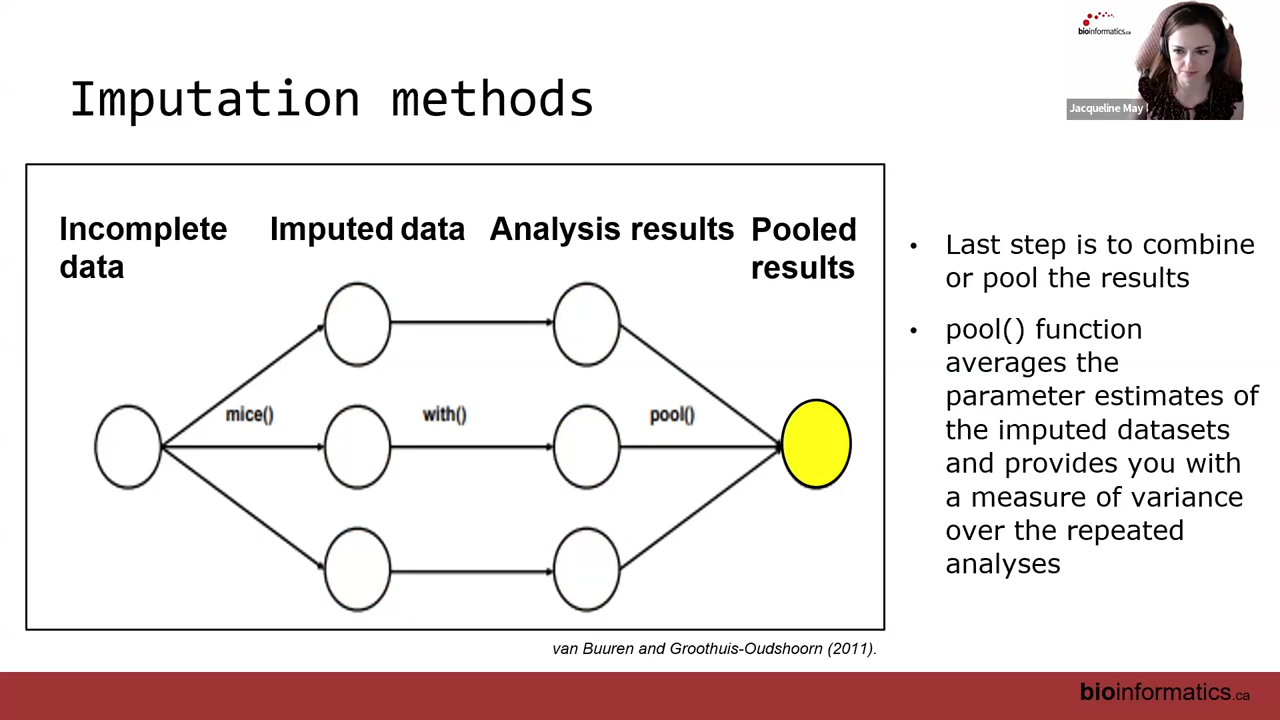 bioinformatics.ca
Jacqueline May
Imputation methods
Incomplete data
Imputed data
Analysis results
Pooled results
mice()
with()
pool()
• Last step is to combine
or pool the results
• pool() function
averages the
parameter estimates of
the imputed datasets
and provides you with
a measure of variance
over the repeated
analyses
van Buuren and Groothuis-Oudshoorn (2011).
bioinformatics.ca